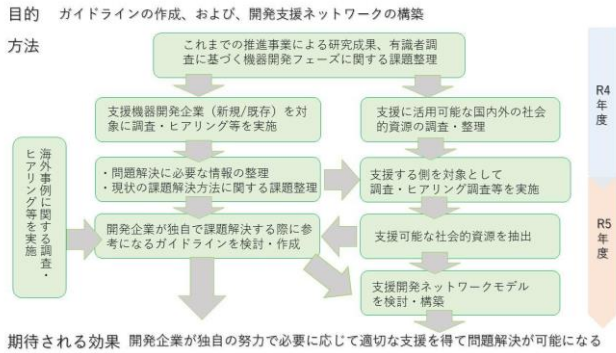 目的 ガイドラインの作成、および、開発支援ネットワークの構築
方法
これまでの推進事業による研究成果、有識者調
査に基づく機器開発フェーズに関する課題整理
支援機器開発企業（新規/既存）を
対象に調査・ヒアリング等を実施
支援に活用可能な国内外の社会
的資源の調査・整理
R4
年度
海外事例に関する調査・
ヒアリング等を実施
・問題解決に必要な情報の整理
・現状の課題解決方法に関する課題整理
支援する側を対象として
調査・ヒアリング調査等を実施
開発企業が独自で課題解決する際に参
考になるガイドラインを検討・作成
支援可能な社会的資源を抽出
R5
年度
支援開発ネットワークモデル
を検討・構築
期待される効果 開発企業が独自の努力で必要に応じて適切な支援を得て問題解決が可能になる